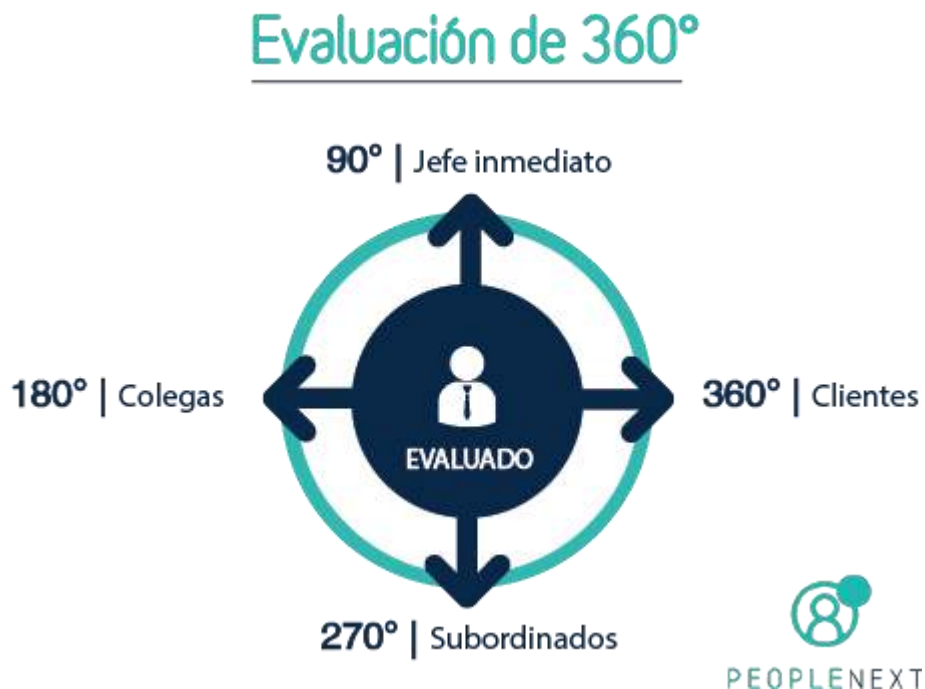 Evaluación de 360°
90° | Jefe inmediato
180° | Colegas
360° | Clientes
EVALUADO
270° | Subordinados
PEOPLENEXT